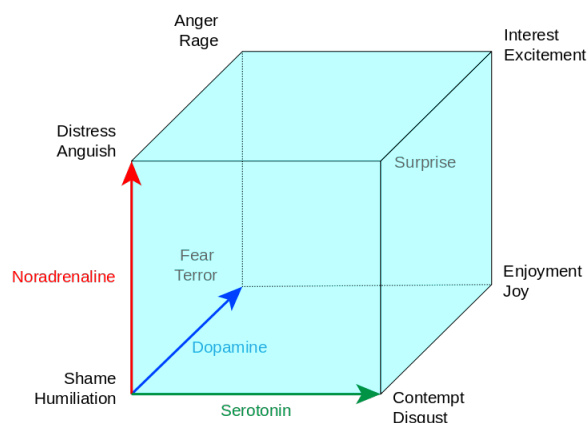 Anger
Rage
Interest
Excitement
Distress
Anguish
Surprise
Fear
Terror
Noradrenaline
Enjoyment
Joy
Dopamine
Shame
Humiliation
Serotonin
Contempt
Disgust